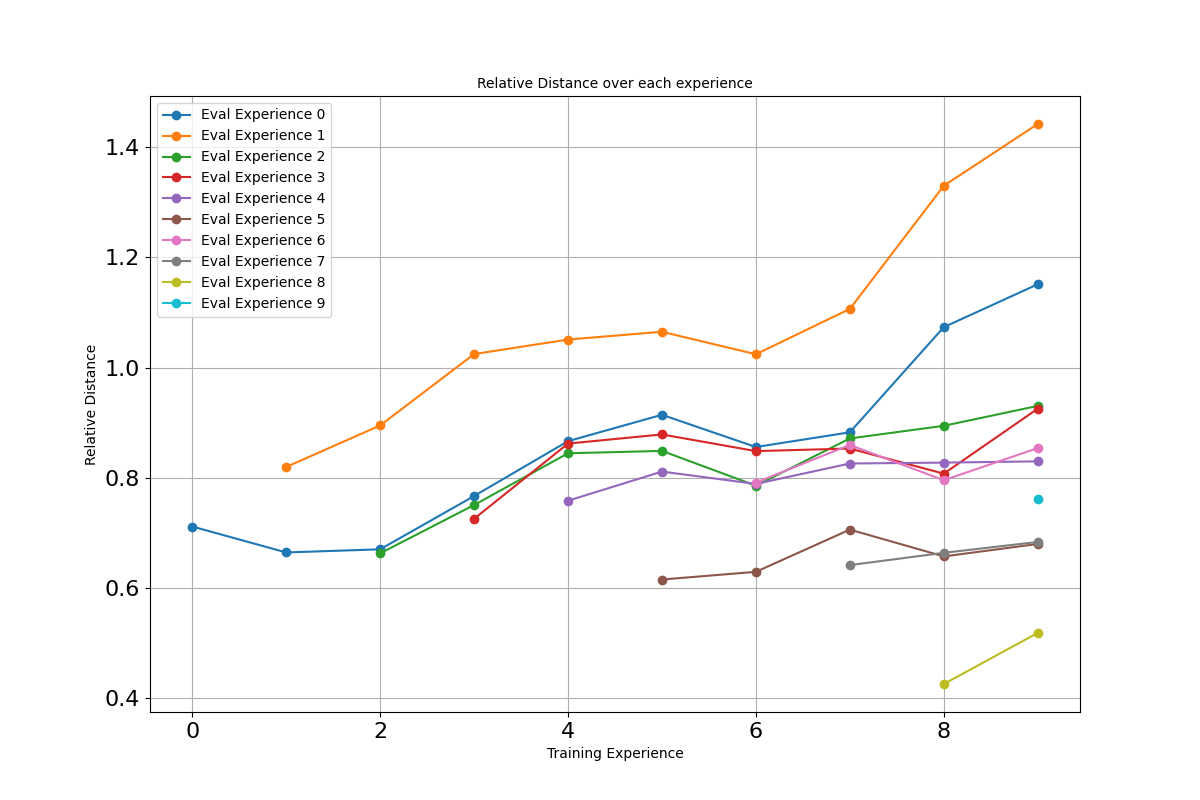 Relative Distance over each experience
Eval Experience 0
Eval Experience 1
Eval Experience 2
Eval Experience 3
Eval Experience 4
Eval Experience 5
Eval Experience 6
Eval Experience 7
Eval Experience 8
Eval Experience 9
1.4
1.2
1.0
0.8
0.6
0.4
Relative Distance
0 2 4 6 8
Training Experience